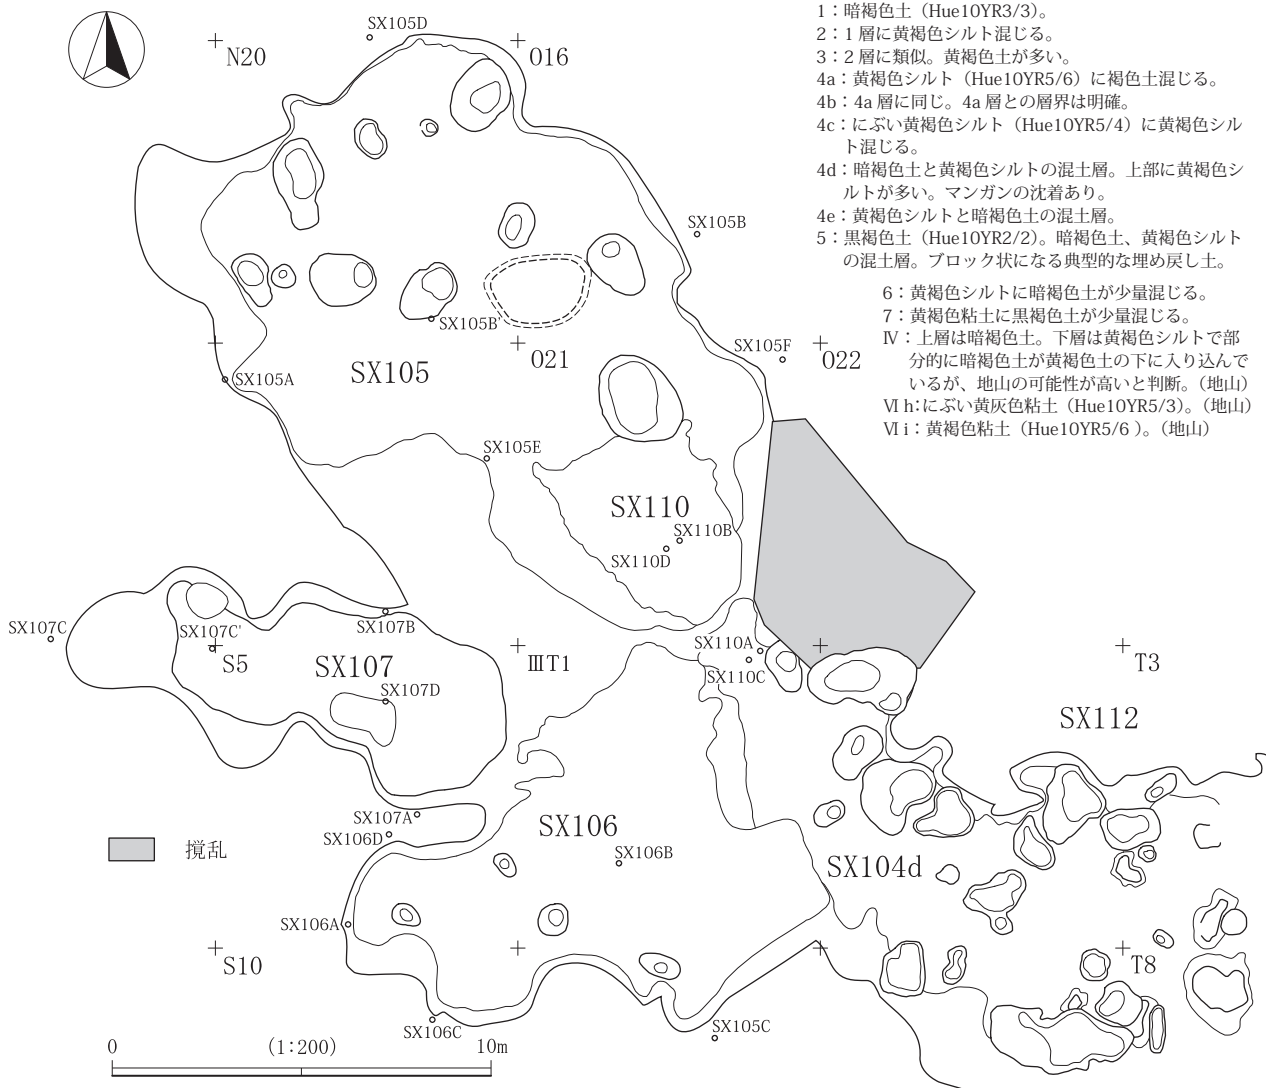 1：暗褐色土（Hue10YR3/3）。
2：1 層に黄褐色シルト混じる。
3：2 層に類似。黄褐色土が多い。
4a：黄褐色シルト（Hue10YR5/6）に褐色土混じる。
4b：4a 層に同じ。4a 層との層界は明確。
4c：にぶい黄褐色シルト（Hue10YR5/4）に黄褐色シル
ト混じる。
4d：暗褐色土と黄褐色シルトの混土層。上部に黄褐色シ
ルトが多い。マンガンの沈着あり。
4e：黄褐色シルトと暗褐色土の混土層。
5：黒褐色土（Hue10YR2/2）。暗褐色土、黄褐色シルト
の混土層。ブロック状になる典型的な埋め戻し土。
6：黄褐色シルトに暗褐色土が少量混じる。
7：黄褐色粘土に黒褐色土が少量混じる。
Ⅳ：上層は暗褐色土。下層は黄褐色シルトで部
分的に暗褐色土が黄褐色土の下に入り込んで
いるが、地山の可能性が高いと判断。（地山）
Ⅵ h：にぶい黄灰色粘土（Hue10YR5/3）。（地山）
Ⅵ i：黄褐色粘土（Hue10YR5/6 ）。（地山）
SX105D
N20
O16
SX105B
SX105B'
SX105F
O21
O22
SX105
SX105A
SX105E
SX110
SX110B
SX110D
SX107C
SX107C'
SX107B
SX110A
S5
SX107
ⅢT1
SX110C
T3
SX107D
SX112
SX107A
SX106
SX106D
撹乱
SX106B
SX104d
SX106A
S10
T8
SX106C
SX105C
0
(1:200)
10m